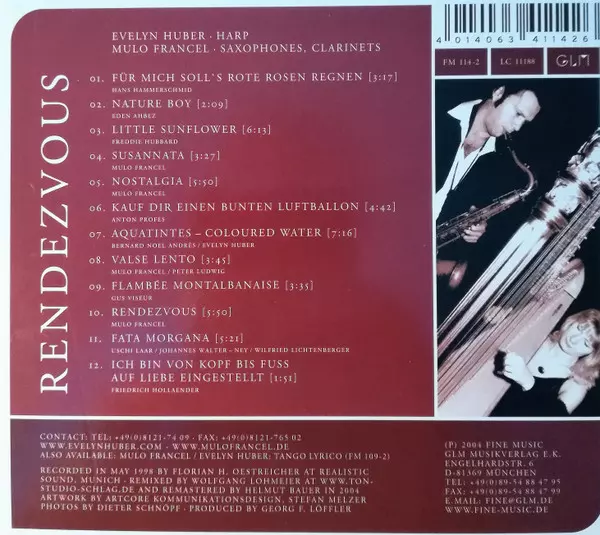 EVELYN HUBER · HARP
MULO FRANCEL · SAXOPHONES, CLARINETS
RENDEZVOUS
01. FÜR MICH SOLL'S ROTE ROSEN REGNEN [3:17]
HANS HAMMERSCHMID
02. NATURE BOY [2:09]
EDEN AHBEZ
03. LITTLE SUNFLOWER [6:13]
FREDDIE HUBBARD
04. SUSANNATA [3:27]
MULO FRANCEL
05. NOSTALGIA [5:50]
MULO FRANCEL
06. KAUF DIR EINEN BUNTEN LUFTBALLON [4:42]
ANTON PROFES
07. AQUATINTES – COLOURED WATER [7:16]
BERNARD NOEL ANDRÈS / EVELYN HUBER
08. VALSE LENTO [3:45]
MULO FRANCEL / PETER LUDWIG
09. FLAMBÉE MONTALBANAISE [3:35]
GUS VISEUR
10. RENDEZVOUS [5:50]
MULO FRANCEL
11. FATA MORGANA [5:21]
USCHI LAAR / JOHANNES WALTER – NEY / WILFRIED LICHTENBERGER
12. ICH BIN VON KOPF BIS FUSS
AUF LIEBE EINGESTELLT [1:51]
FRIEDRICH HOLLAENDER
4 014063 411426
FM 114-2
LC 11188
GLM
CONTACT: TEL: +49(0)8121-74 09 · FAX: +49(0)8121-765 02
WWW.EVELYNHUBER.COM – WWW.MULOFRANCEL.DE
ALSO AVAILABLE: MULO FRANCEL / EVELYN HUBER; TANGO LYRICO (FM 109-2)
RECORDED IN MAY 1998 BY FLORIAN H. OESTREICHER AT REALISTIC
SOUND, MUNICH · REMIXED BY WOLFGANG LOHMEIER AT WWW.TON-
STUDIO-SCHLAG.DE AND REMASTERED BY HELMUT BAUER IN 2004
ARTWORK BY ARTCORE KOMMUNIKATIONSDESIGN, STEFAN MELZER
PHOTOS BY DIETER SCHNÖPF · PRODUCED BY GEORG F. LÖFFLER
(P) 2004 FINE MUSIC
GLM MUSIKVERLAG E.K.
ENGELHARDSTR. 6
D-81369 MÜNCHEN
TEL. +49(0)89-54 88 47 95
FAX +49(0)89-54 88 47 99
E.MAIL: FINE@GLM.DE
WWW.FINE-MUSIC.DE